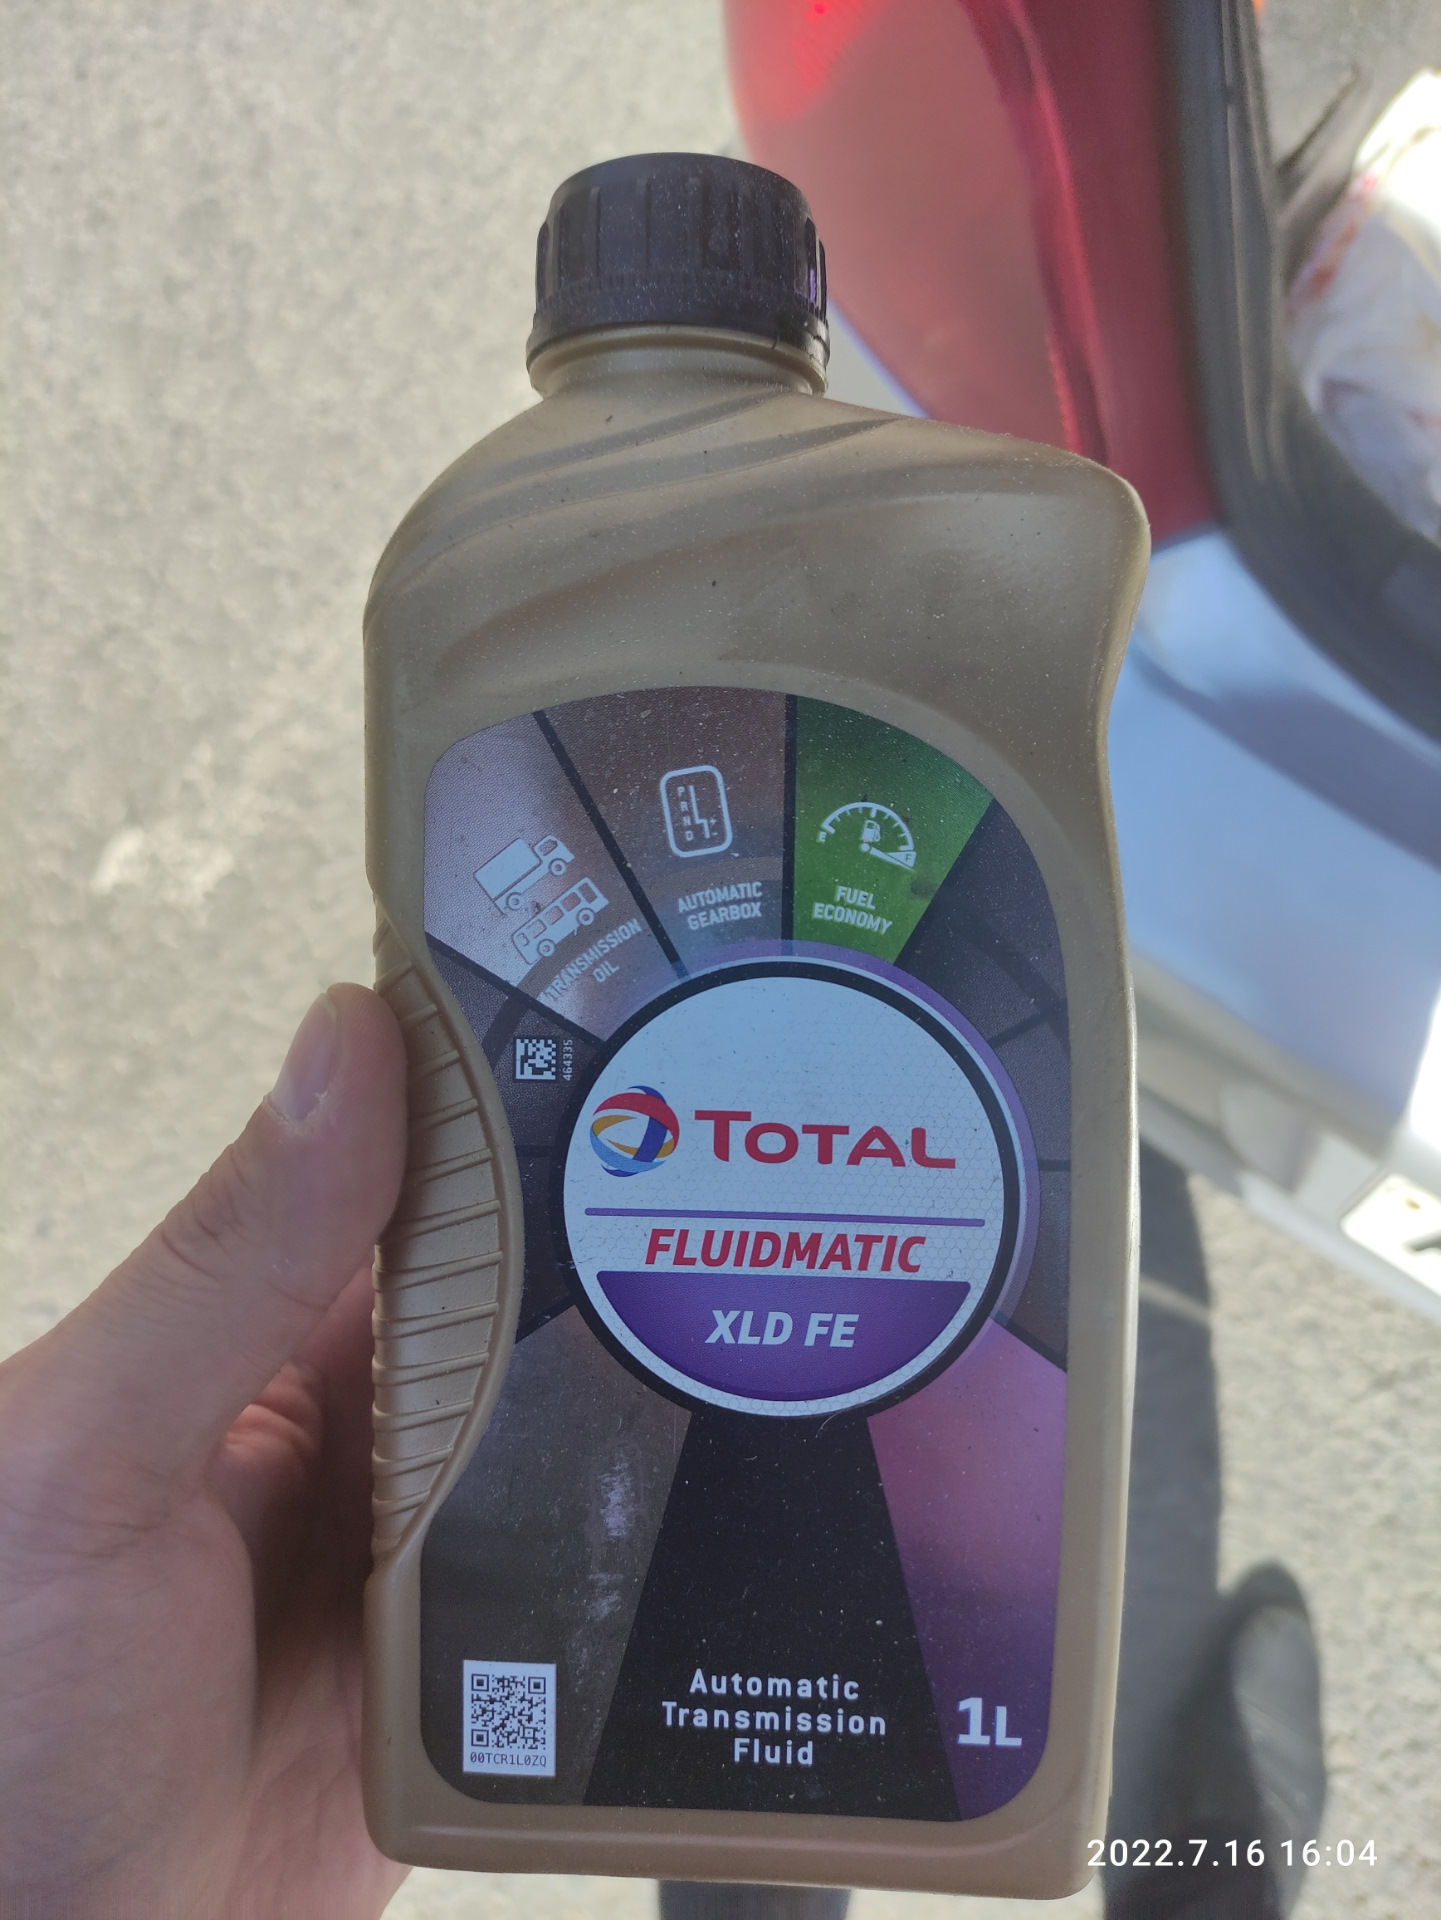 P
R
N
D
+
-
AUTOMATIC
GEARBOX
E
F
FUEL
ECONOMY
TRANSMISSION
OIL
464335
TOTAL
FLUIDMATIC
XLD FE
Automatic
Transmission
Fluid
1L
00TCR1L0ZQ
2022.7.16 16:04